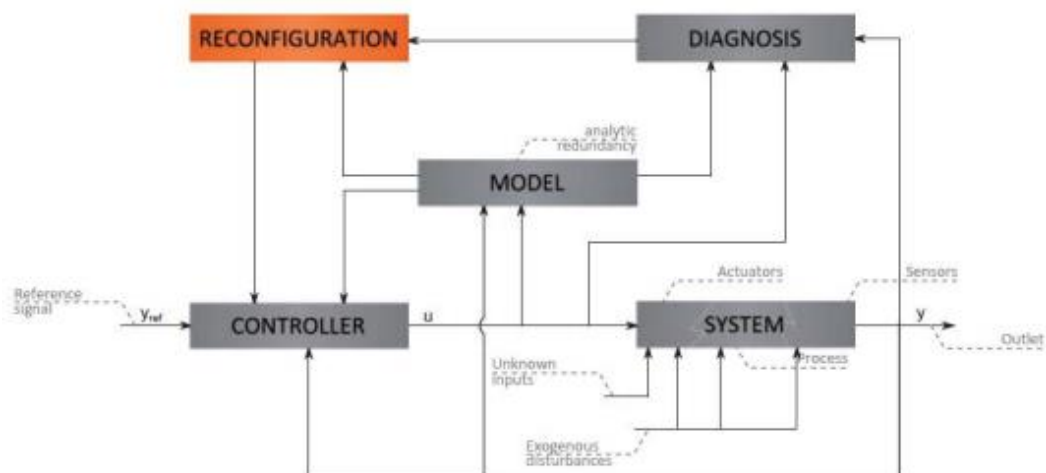 RECONFIGURATION
DIAGNOSIS
analytic
redundancy
MODEL
Actuators
Sensors
Reference
signal
yref
CONTROLLER
u
SYSTEM
y
Outlet
Process
Unknown
inputs
Exogenous
disturbances